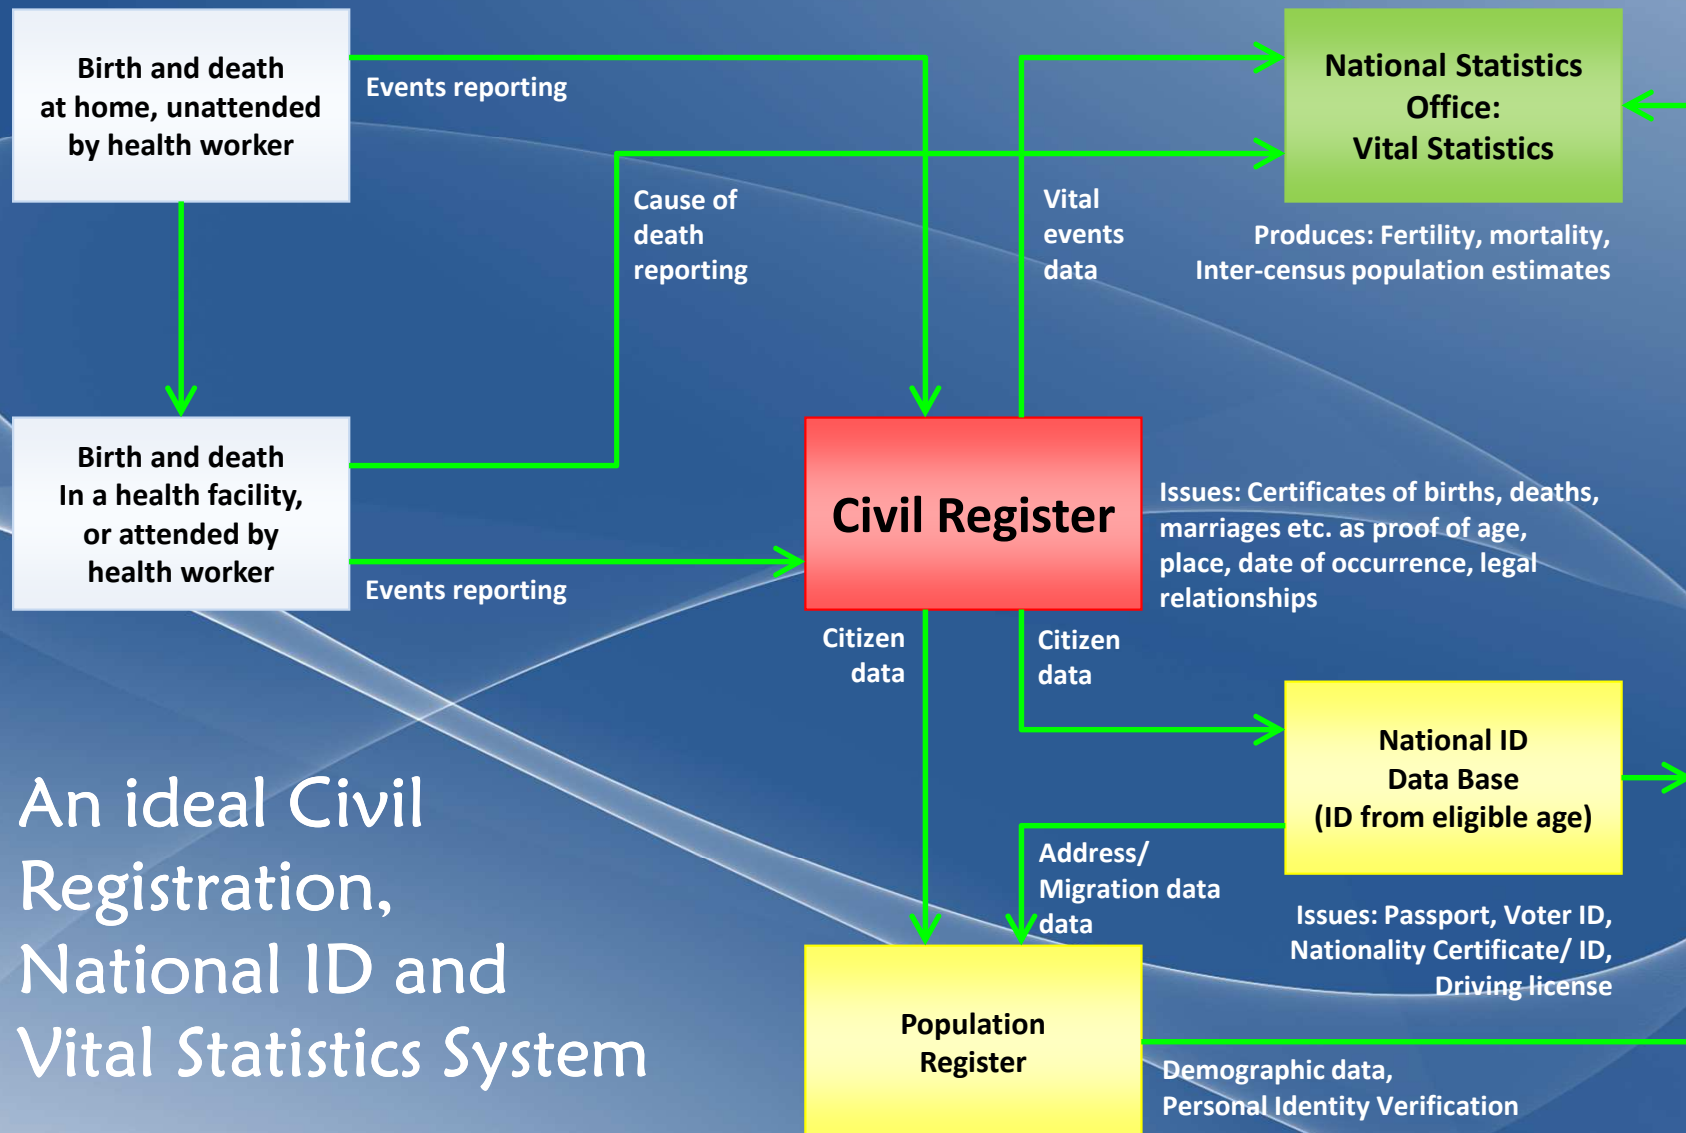 Birth and death
at home, unattended
by health worker
Events reporting
National Statistics
Office:
Vital Statistics
Cause of
death
reporting
Vital
events
data
Produces: Fertility, mortality,
Inter-census population estimates
Birth and death
In a health facility,
or attended by
health worker
Events reporting
Civil Register
Issues: Certificates of births, deaths,
marriages etc. as proof of age,
place, date of occurrence, legal
relationships
Citizen
data
Citizen
data
National ID
Data Base
(ID from eligible age)
Address/
Migration data
data
Issues: Passport, Voter ID,
Nationality Certificate/ ID,
Driving license
An ideal Civil
Registration,
National ID and
Vital Statistics System
Population
Register
Demographic data,
Personal Identity Verification